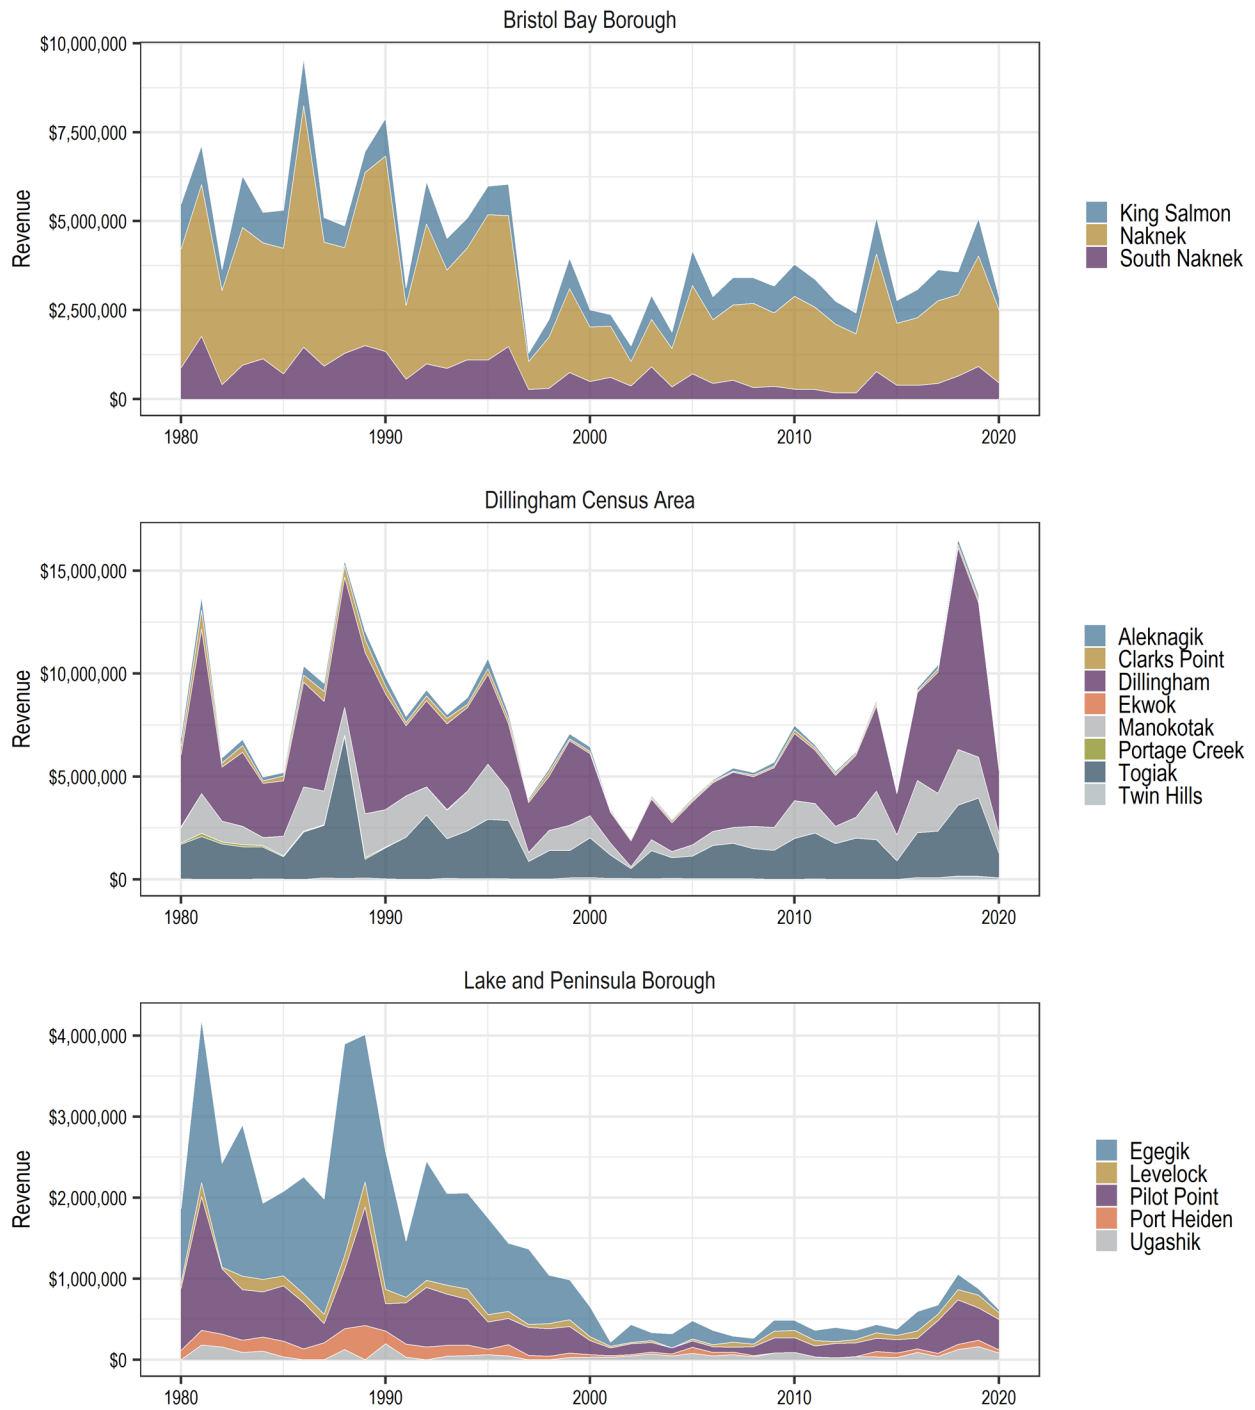 Bristol Bay Borough
$10,000,000
$7,500,000
$5,000,000
$2,500,000
$0
Revenue
1980 1990 2000 2010 2020
King Salmon
Naknek
South Naknek
Dillingham Census Area
$15,000,000
$10,000,000
$5,000,000
$0
Revenue
1980 1990 2000 2010 2020
Aleknagik
Clarks Point
Dillingham
Ekwok
Manokotak
Portage Creek
Togiak
Twin Hills
Lake and Peninsula Borough
$4,000,000
$3,000,000
$2,000,000
$1,000,000
$0
Revenue
1980 1990 2000 2010 2020
Egegik
Levelock
Pilot Point
Port Heiden
Ugashik